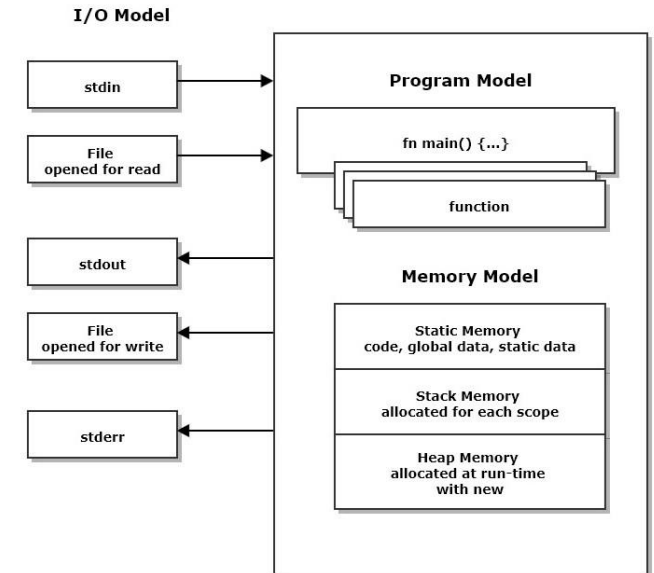 I/O Model
stdin
File
opened for read
stdout
File
opened for write
stderr
Program Model
fn main() {...}
function
Memory Model
Static Memory
code, global data, static data
Stack Memory
allocated for each scope
Heap Memory
allocated at run-time
with new